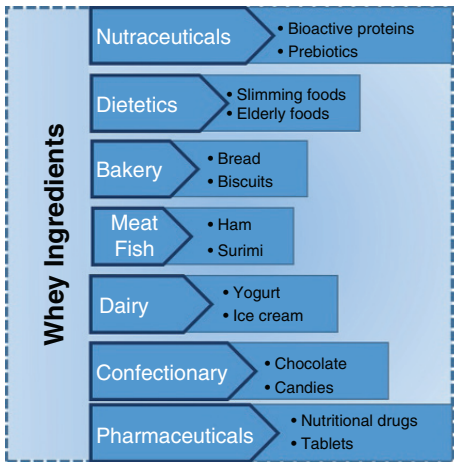 Whey Ingredients
Nutraceuticals
• Bioactive proteins
• Prebiotics
Dietetics
• Slimming foods
• Elderly foods
Bakery
• Bread
• Biscuits
Meat
Fish
• Ham
• Surimi
Dairy
• Yogurt
• Ice cream
Confectionary
• Chocolate
• Candies
Pharmaceuticals
• Nutritional drugs
• Tablets